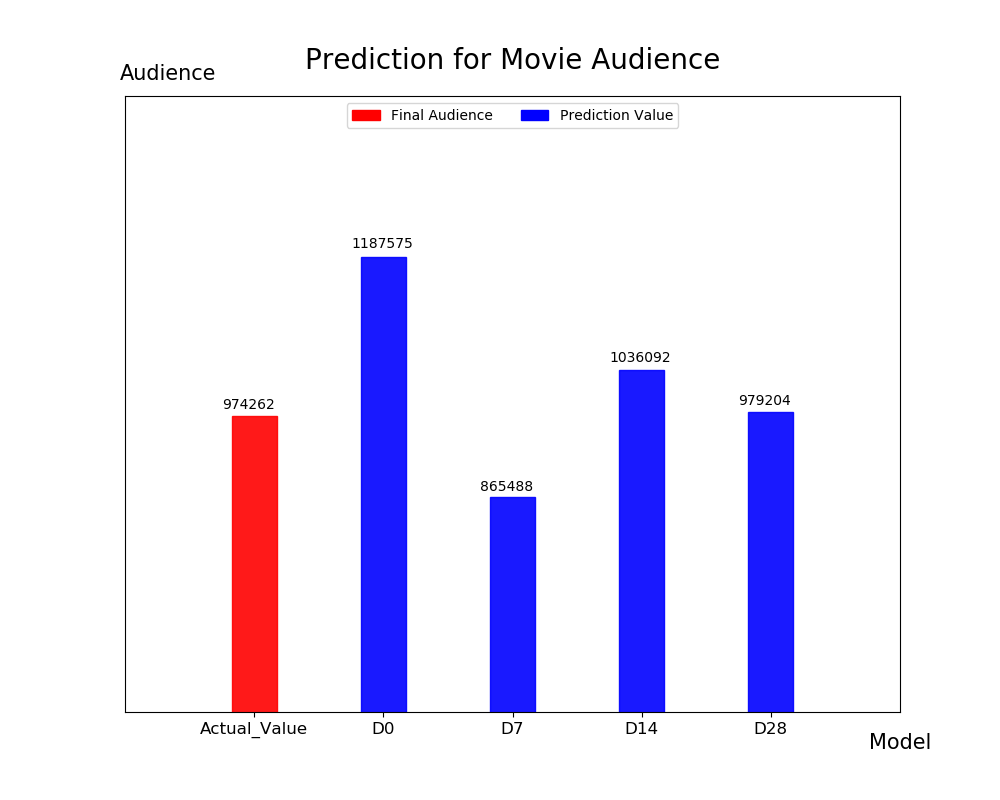 Prediction for Movie Audience
Audience
Final Audience
Prediction Value
1187575
1036092
979204
974262
865488
Actual_Value
D0
D7
D14
D28
Model